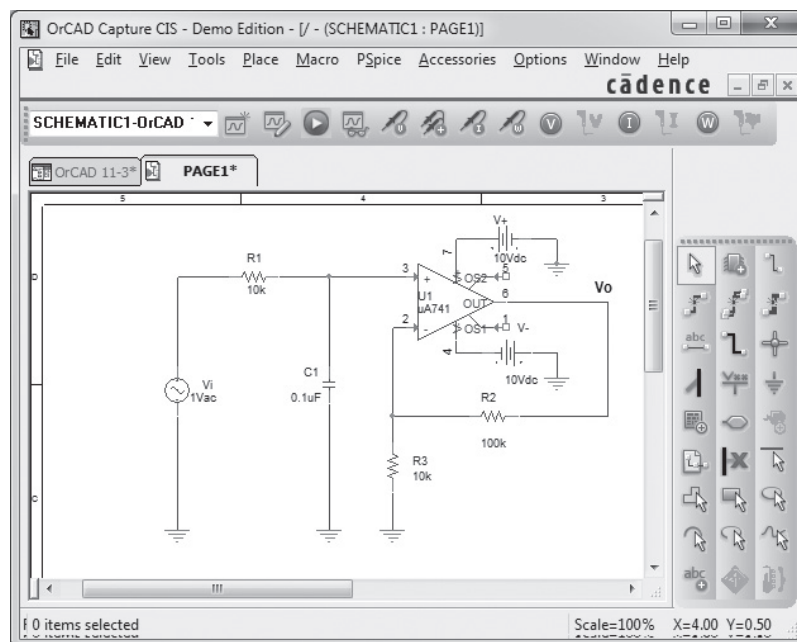 OrCAD Capture CIS - Demo Edition - [/ - (SCHEMATIC1 : PAGE1)]
File Edit View Tools Place Macro PSpice Accessories Options Window Help
cādence
SCHEMATIC1-OrCAD
OrCAD 11-3* PAGE1*
5 4 3
V+
R1
10k
7
10Vdc
5
OS2
3
+
U1
uA741
OUT
6
Vo
2
-
OS1
1
V-
4
10Vdc
D
C1
0.1uF
Vi
1Vac
R2
100k
R3
10k
C
0 items selected Scale=100% X=4.00 Y=0.50